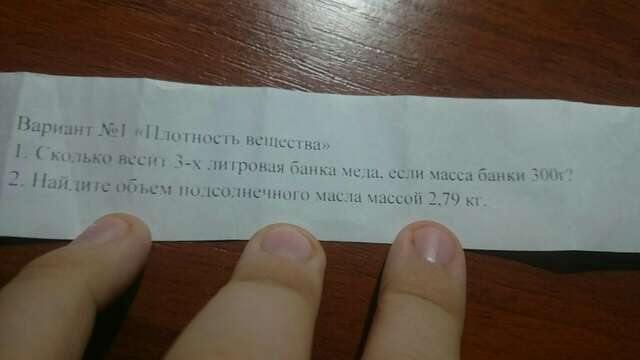 Вариант №1 «Плотность вещества»
1. Сколько весит 3-х литровая банка меда, если масса банки 300г?
2. Найдите объем подсолнечного масла массой 2,79 кг.